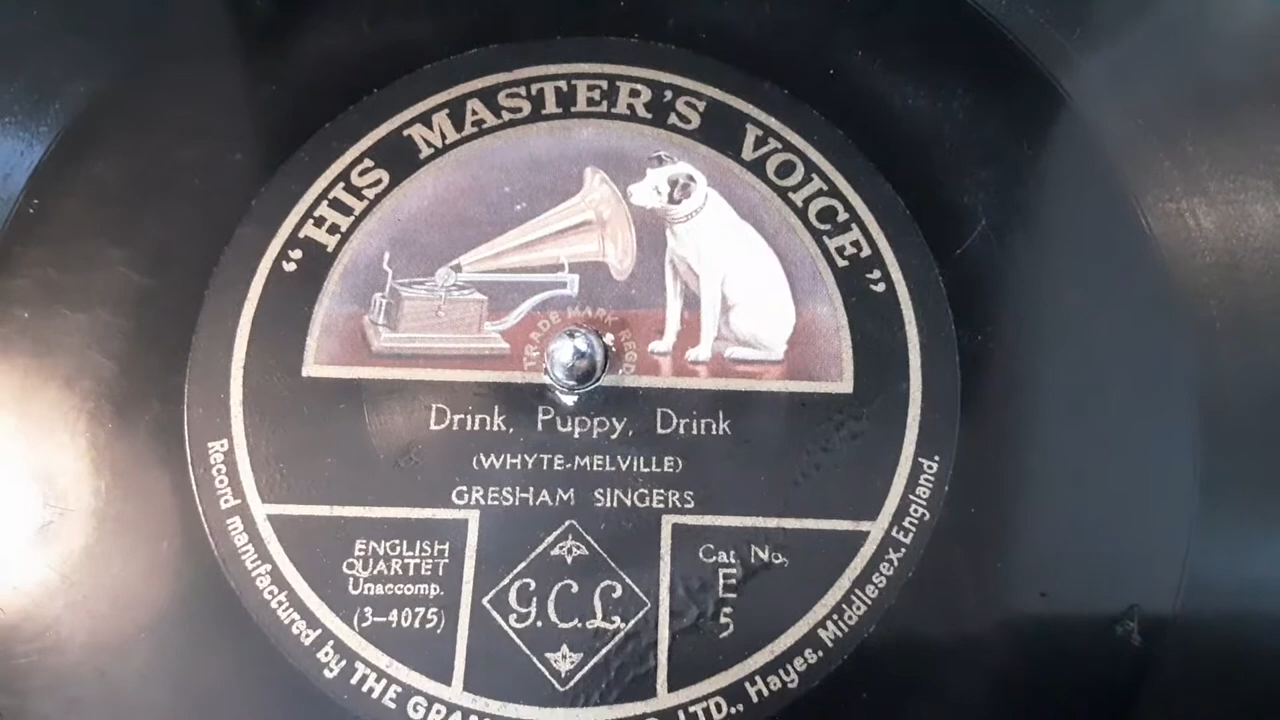 “HIS MASTER'S VOICE”
TRADE MARK REGD
Drink, Puppy, Drink
(WHYTE-MELVILLE)
GRESHAM SINGERS
ENGLISH
QUARTET
Unaccomp.
(3-4075)
G.C.L.
Cat. No,
E
5
Record manufactured by THE LTD., Hayes. Middlesex. England.